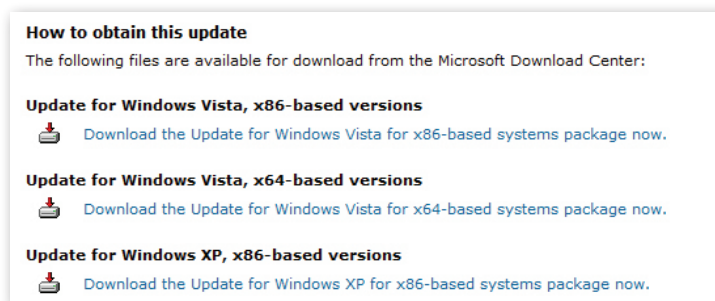 How to obtain this update
The following files are available for download from the Microsoft Download Center:
Update for Windows Vista, x86-based versions
Download the Update for Windows Vista for x86-based systems package now.
Update for Windows Vista, x64-based versions
Download the Update for Windows Vista for x64-based systems package now.
Update for Windows XP, x86-based versions
Download the Update for Windows XP for x86-based systems package now.